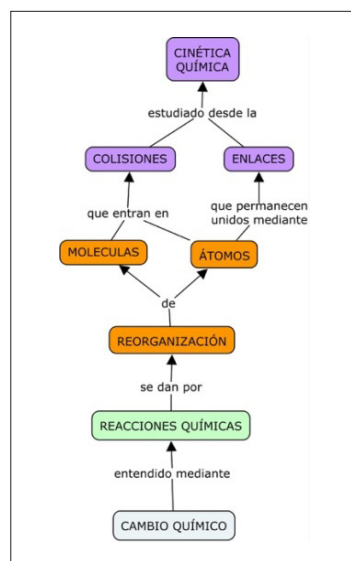 CINÉTICA
QUÍMICA
estudiado desde la
COLISIONES
ENLACES
que entran en
que permanecen
unidos mediante
MOLECULAS
ÁTOMOS
de
REORGANIZACIÓN
se dan por
REACCIONES QUÍMICAS
entendido mediante
CAMBIO QUÍMICO